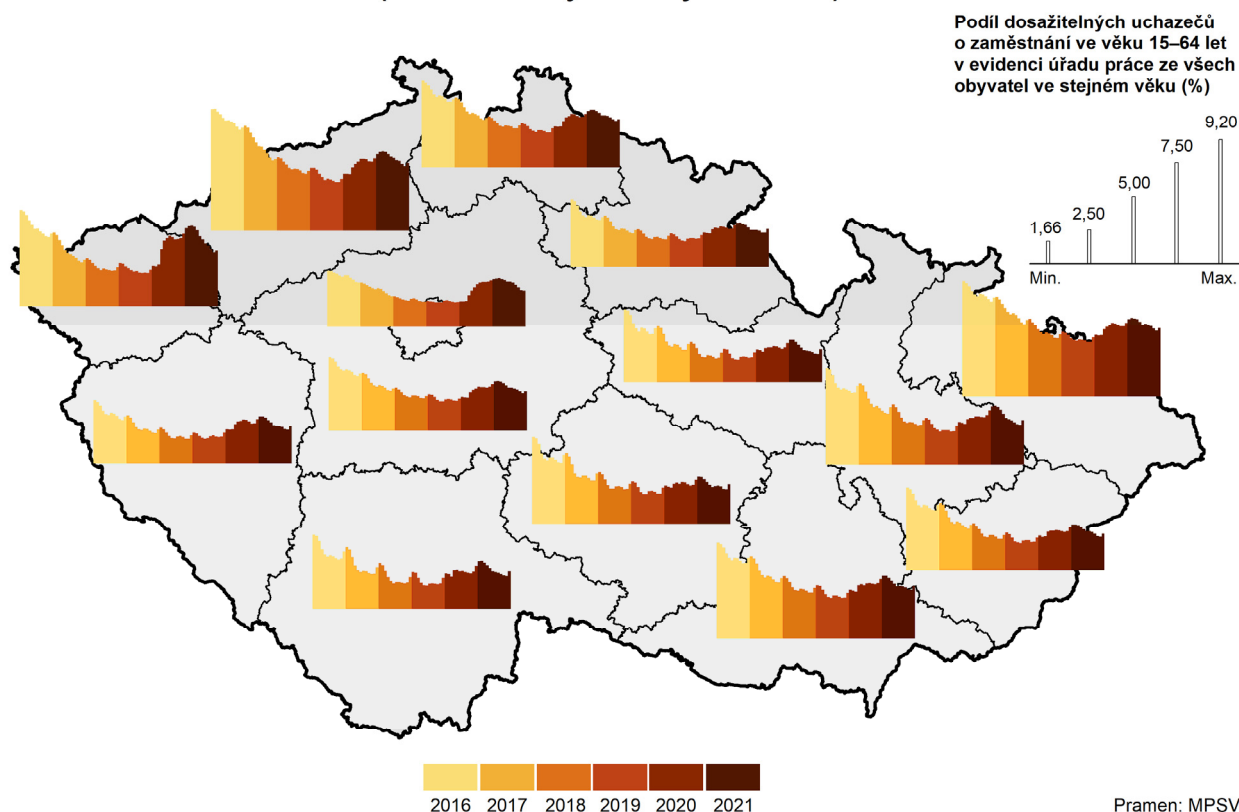 Podíl dosažitelných uchazečů
o zaměstnání ve věku 15–64 let
v evidenci úřadu práce ze všech
obyvatel ve stejném věku (%)
9,20
7,50
5,00
2,50
1,66
Min.
Max.
2016 2017 2018 2019 2020 2021
Pramen: MPSV